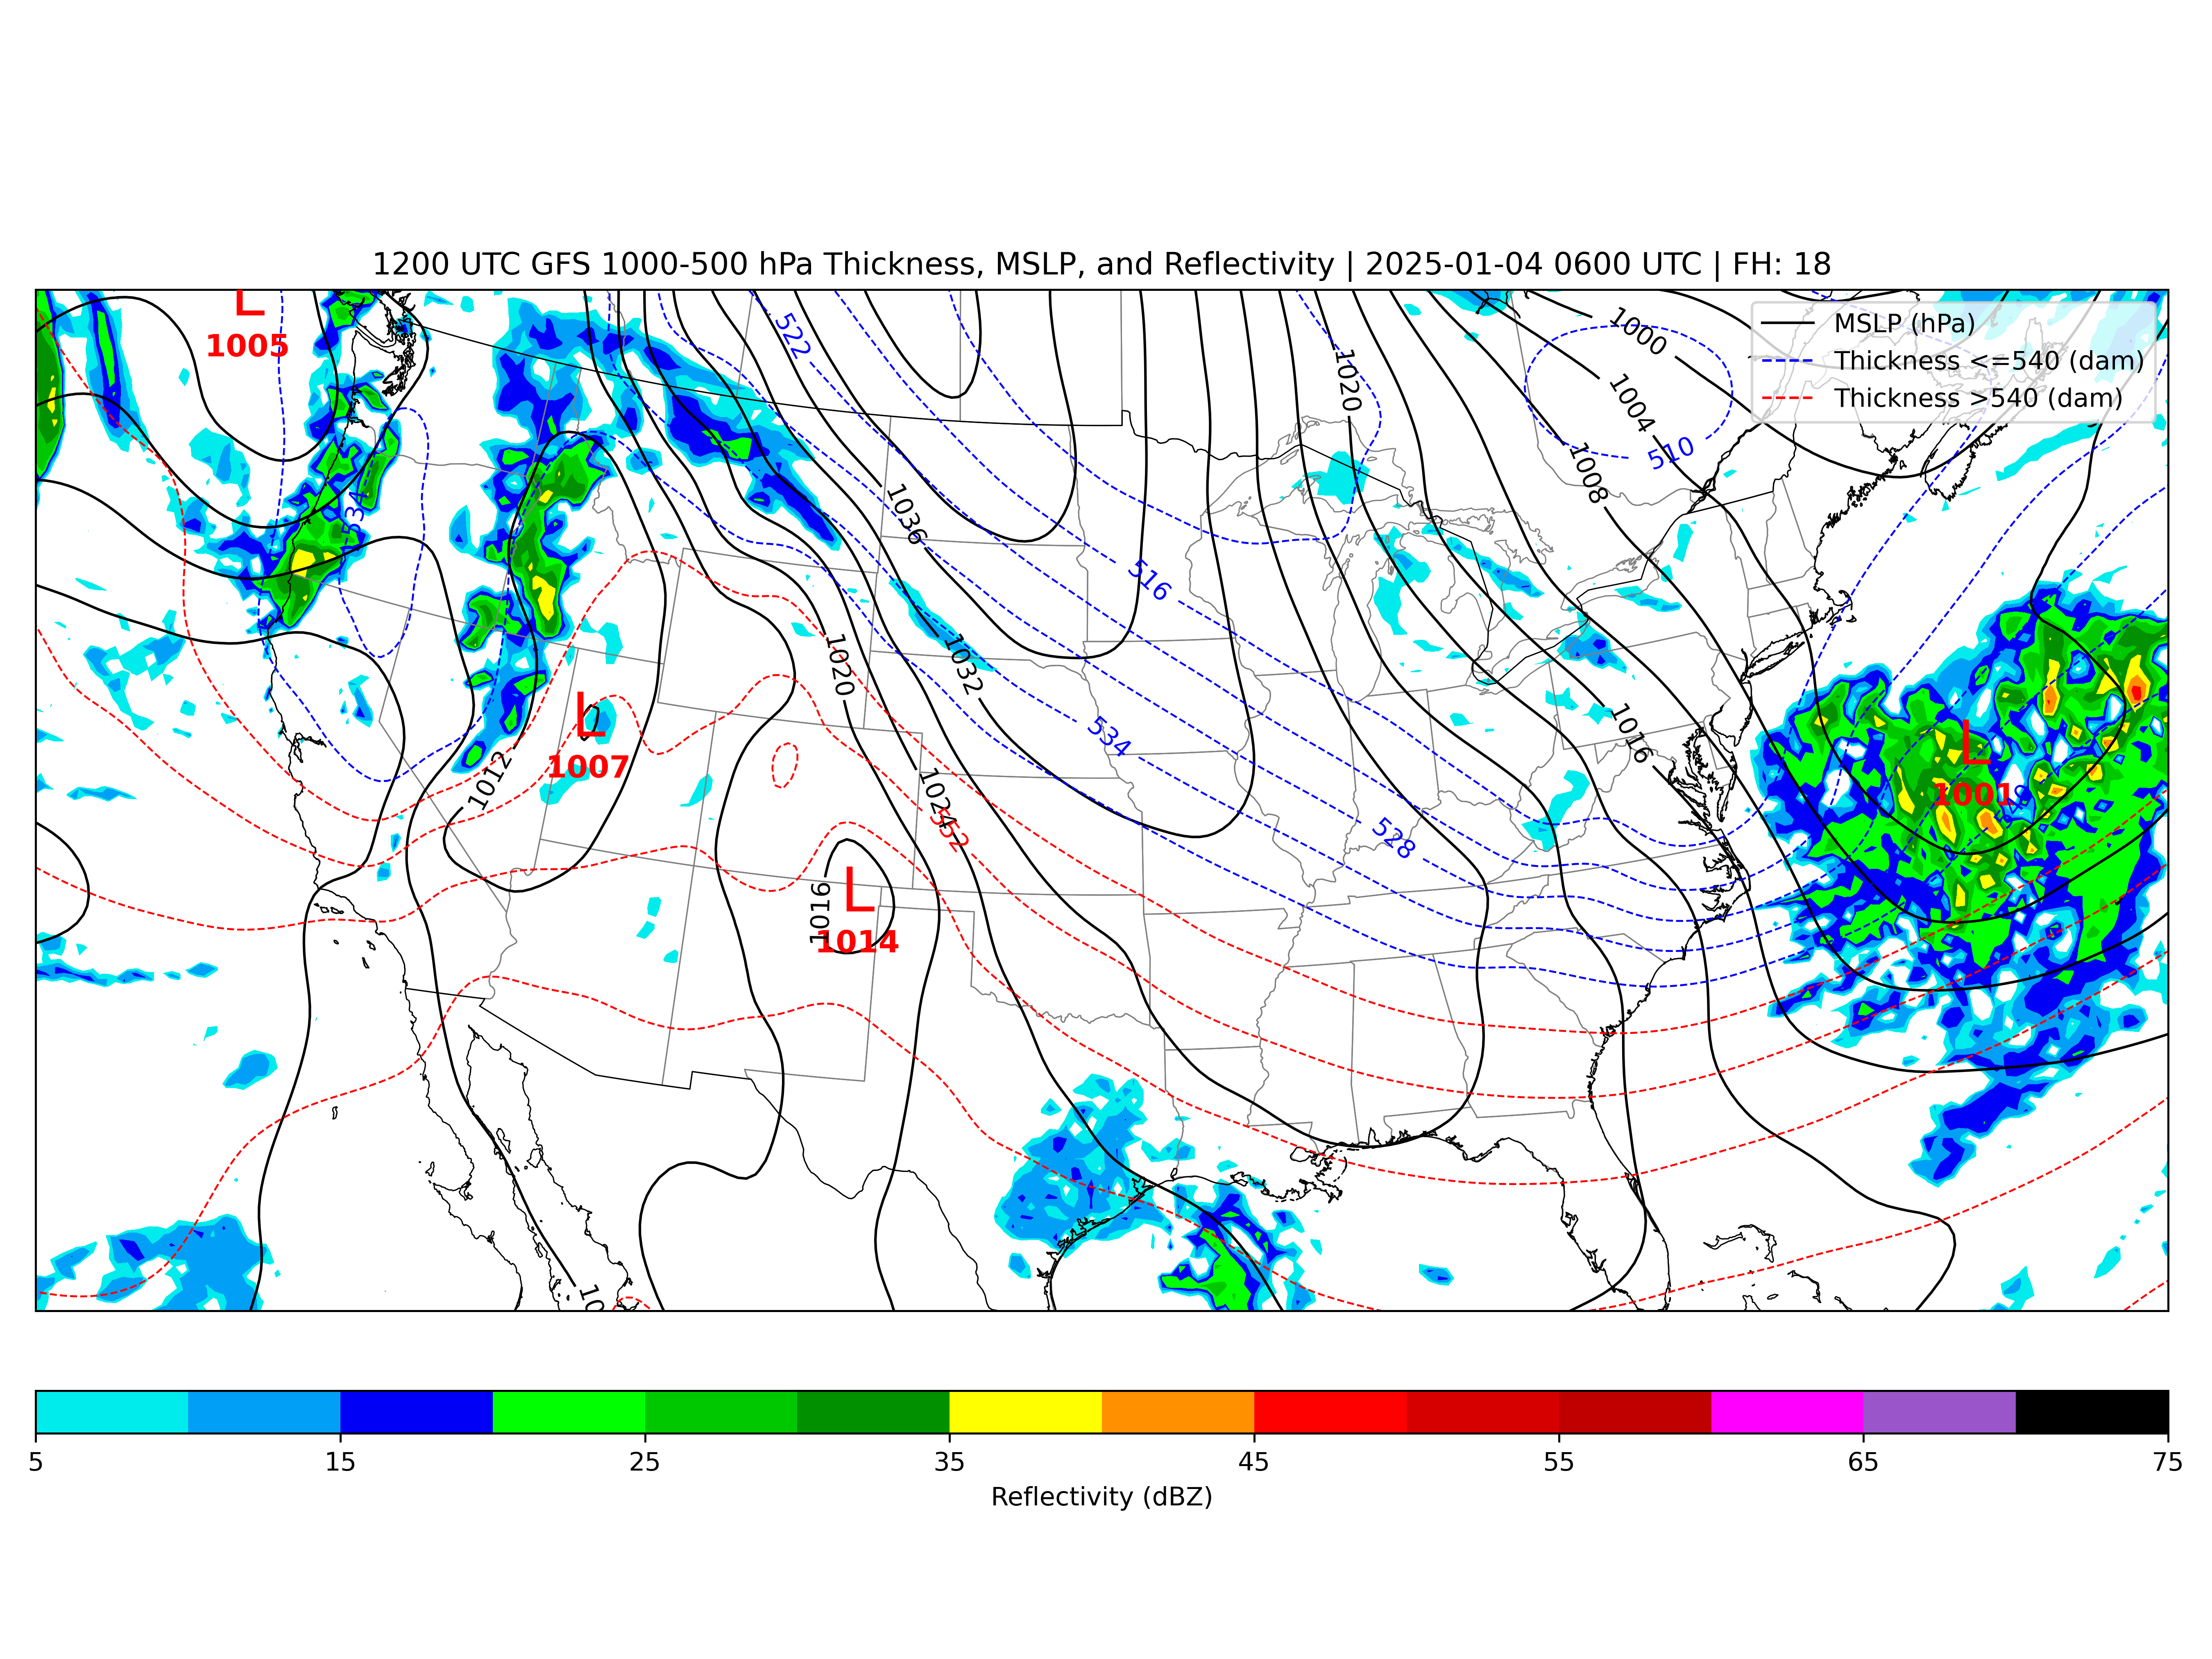 1200 UTC GFS 1000-500 hPa Thickness, MSLP, and Reflectivity | 2025-01-04 0600 UTC | FH: 18
MSLP (hPa)
Thickness <=540 (dam)
Thickness >540 (dam)
L
1005
522
1020
1000
1004
510
1008
1036
534
516
1020
1032
L
1007
534
1016
L
1001
1012
1024
552
528
540
L
1014
1016
10
5 15 25 35 45 55 65 75
Reflectivity (dBZ)